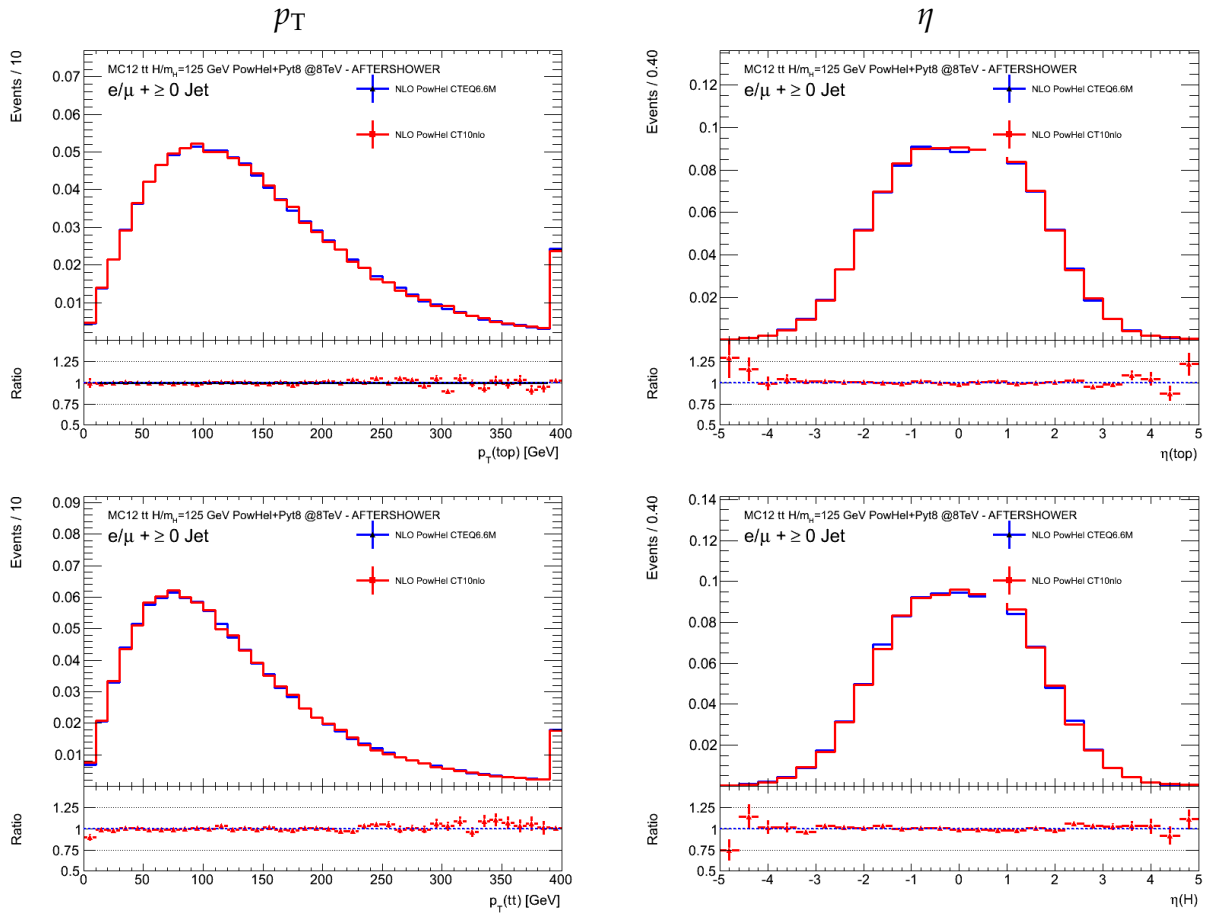 pT
η
MC12 tt H/mH=125 GeV PowHel+Pyt8 @8TeV - AFTERSHOWER
e/μ + ≥ 0 Jet
NLO PowHel CTEQ6.6M
NLO PowHel CT10nlo
Events / 10
0.07
0.06
0.05
0.04
0.03
0.02
0.01
Ratio
1.25
1
0.75
0.5
0 50 100 150 200 250 300 350 400
pT(top) [GeV]
MC12 tt H/mH=125 GeV PowHel+Pyt8 @8TeV - AFTERSHOWER
e/μ + ≥ 0 Jet
NLO PowHel CTEQ6.6M
NLO PowHel CT10nlo
Events / 0.40
0.12
0.1
0.08
0.06
0.04
0.02
Ratio
1.25
1
0.75
0.5
-5 -4 -3 -2 -1 0 1 2 3 4 5
η(top)
MC12 tt H/mH=125 GeV PowHel+Pyt8 @8TeV - AFTERSHOWER
e/μ + ≥ 0 Jet
NLO PowHel CTEQ6.6M
NLO PowHel CT10nlo
Events / 10
0.09
0.08
0.07
0.06
0.05
0.04
0.03
0.02
0.01
Ratio
1.25
1
0.75
0.5
0 50 100 150 200 250 300 350 400
pT(tt) [GeV]
MC12 tt H/mH=125 GeV PowHel+Pyt8 @8TeV - AFTERSHOWER
e/μ + ≥ 0 Jet
NLO PowHel CTEQ6.6M
NLO PowHel CT10nlo
Events / 0.40
0.14
0.12
0.1
0.08
0.06
0.04
0.02
Ratio
1.25
1
0.75
0.5
-5 -4 -3 -2 -1 0 1 2 3 4 5
η(H)